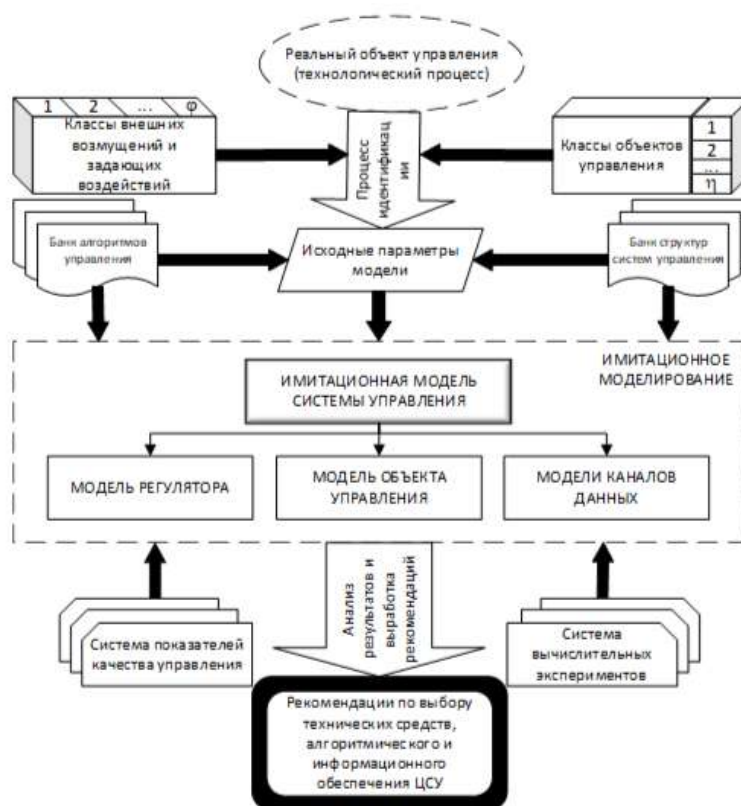 Реальный объект управления
(технологический процесс)
1 2 ... φ
Классы внешних
возмущений и
задающих
воздействий
Процесс
идентификац
ии
Классы объектов
управления
1
2
...
η
Банк алгоритмов
управления
Исходные параметры
модели
Банк структур
систем управления
ИМИТАЦИОННОЕ
МОДЕЛИРОВАНИЕ
ИМИТАЦИОННАЯ МОДЕЛЬ
СИСТЕМЫ УПРАВЛЕНИЯ
МОДЕЛЬ РЕГУЛЯТОРА
МОДЕЛЬ ОБЪЕКТА
УПРАВЛЕНИЯ
МОДЕЛИ КАНАЛОВ
ДАННЫХ
Система показателей
качества управления
Анализ
результатов и
выработка
рекомендаций
Система
вычислительных
экспериментов
Рекомендации по выбору
технических средств,
алгоритмического и
информационного
обеспечения ЦСУ